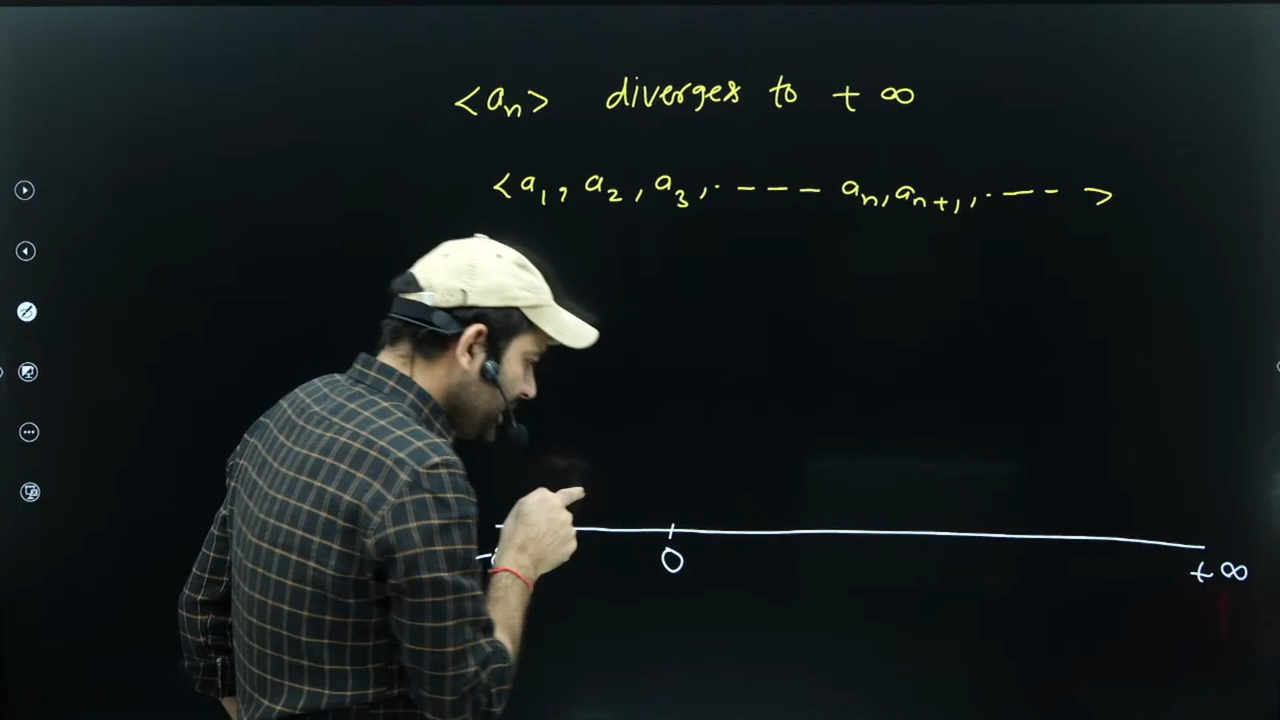 <aₙ> diverges to + ∞
<a₁, a₂, a₃, . - - - - aₙ, aₙ₊₁, . - - - >
0
+ ∞